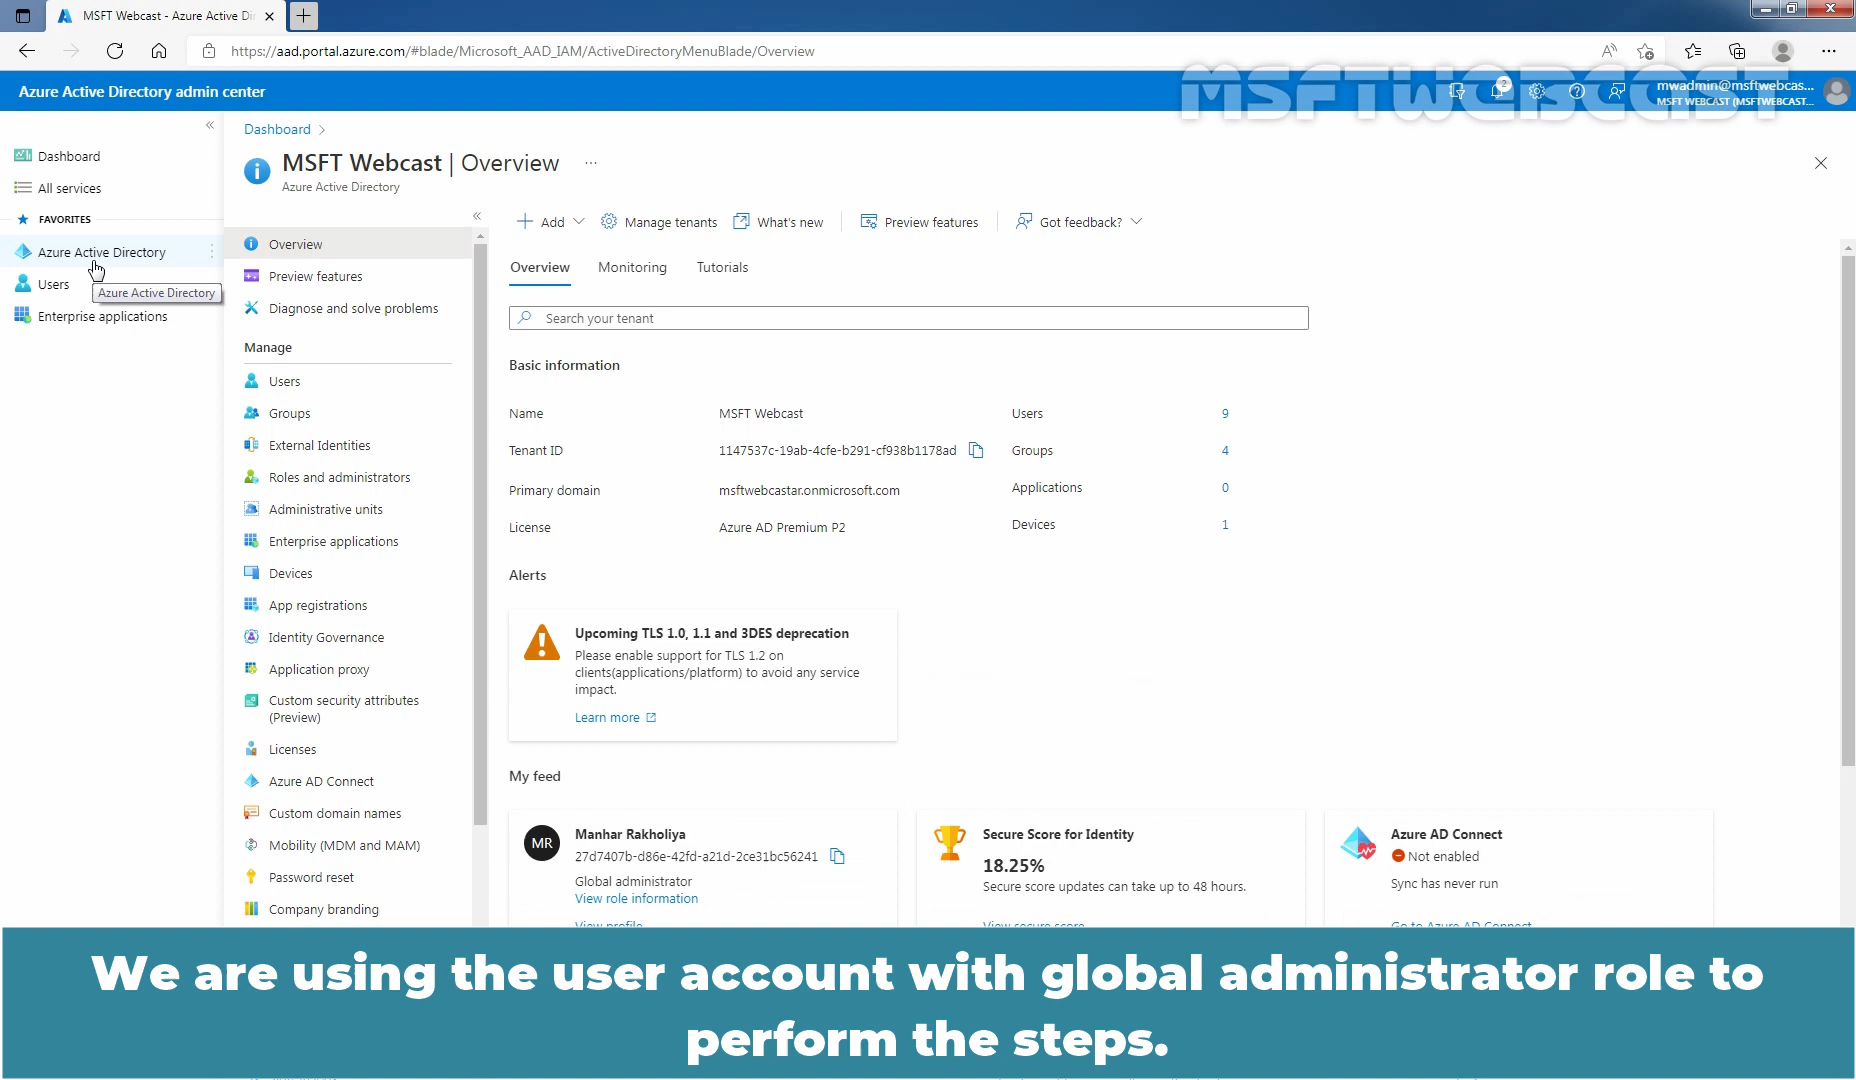 MSFT Webcast - Azure Active Di
https://aad.portal.azure.com/#blade/Microsoft_AAD_IAM/ActiveDirectoryMenuBlade/Overview
Azure Active Directory admin center
MSFTWEBCAST
2
mwadmin@msftwebcas...
MSFT WEBCAST (MSFTWEBCAST...
Dashboard
All services
FAVORITES
Azure Active Directory
Users
Azure Active Directory
Enterprise applications
Dashboard
MSFT Webcast | Overview ...
Azure Active Directory
Overview
Preview features
Diagnose and solve problems
Manage
Users
Groups
External Identities
Roles and administrators
Administrative units
Enterprise applications
Devices
App registrations
Identity Governance
Application proxy
Custom security attributes
(Preview)
Licenses
Azure AD Connect
Custom domain names
Mobility (MDM and MAM)
Password reset
Company branding
Add Manage tenants What's new Preview features Got feedback?
Overview Monitoring Tutorials
Search your tenant
Basic information
Name MSFT Webcast Users 9
Tenant ID 1147537c-19ab-4cfe-b291-cf938b1178ad Groups 4
Primary domain msftwebcastar.onmicrosoft.com Applications 0
License Azure AD Premium P2 Devices 1
Alerts
Upcoming TLS 1.0, 1.1 and 3DES deprecation
Please enable support for TLS 1.2 on
clients(applications/platform) to avoid any service
impact.
Learn more
My feed
MR
Manhar Rakholiya
27d7407b-d86e-42fd-a21d-2ce31bc56241
Global administrator
View role information
View profile
Secure Score for Identity
18.25%
Secure score updates can take up to 48 hours.
View secure score
Azure AD Connect
Not enabled
Sync has never run
Go to Azure AD Connect
We are using the user account with global administrator role to
perform the steps.